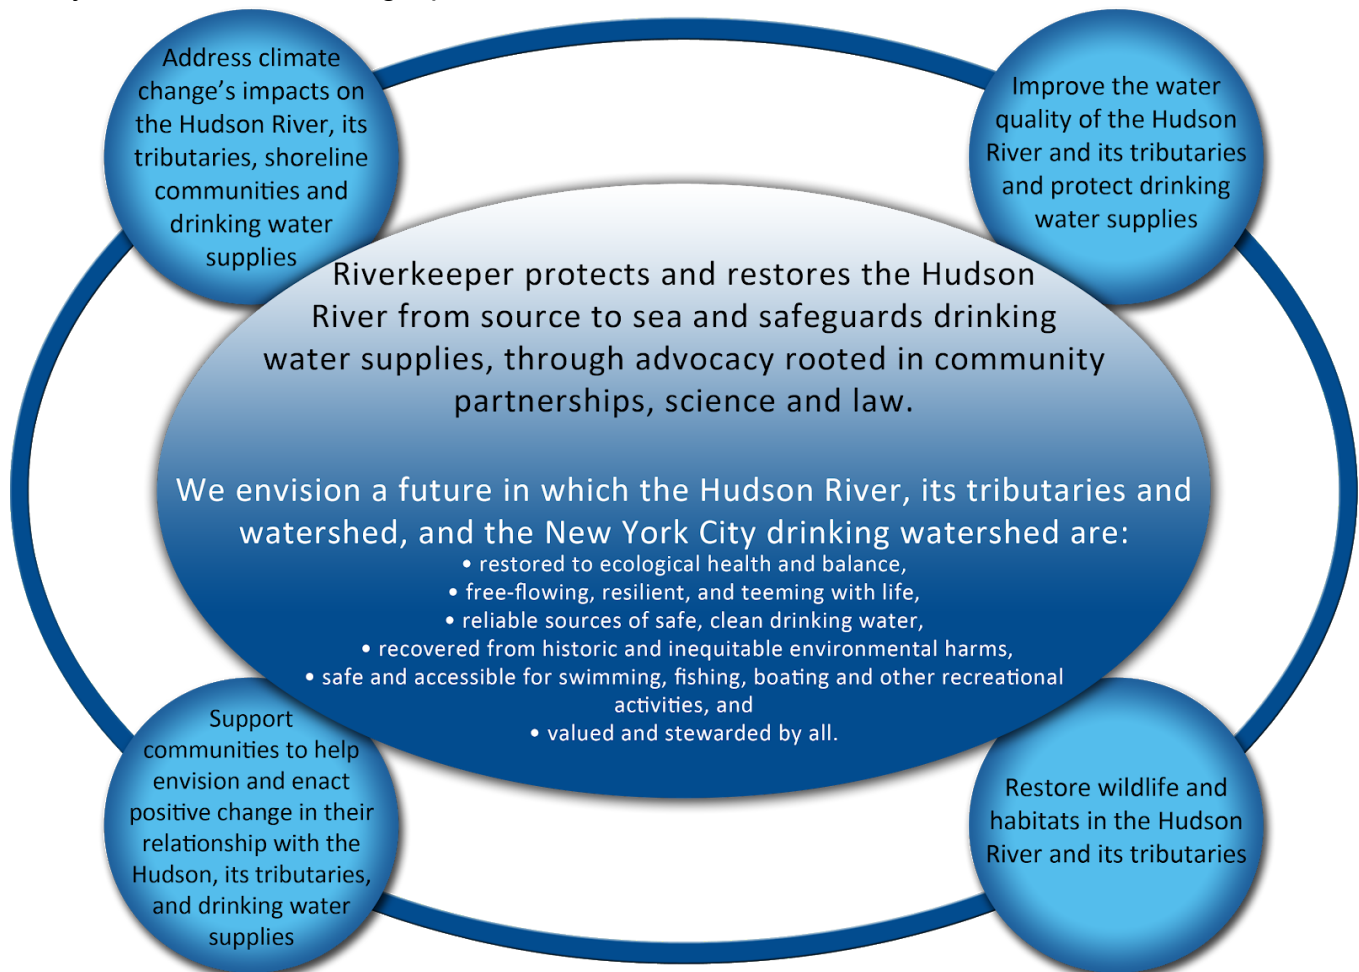 Address climate
change’s impacts on
the Hudson River, its
tributaries, shoreline
communities and
drinking water
supplies
Improve the water
quality of the Hudson
River and its tributaries
and protect drinking
water supplies
Riverkeeper protects and restores the Hudson
River from source to sea and safeguards drinking
water supplies, through advocacy rooted in community
partnerships, science and law.
We envision a future in which the Hudson River, its tributaries and
watershed, and the New York City drinking watershed are:
• restored to ecological health and balance,
• free-flowing, resilient, and teeming with life,
• reliable sources of safe, clean drinking water,
• recovered from historic and inequitable environmental harms,
• safe and accessible for swimming, fishing, boating and other recreational
activities, and
• valued and stewarded by all.
Support
communities to help
envision and enact
positive change in their
relationship with the
Hudson, its tributaries,
and drinking water
supplies
Restore wildlife and
habitats in the Hudson
River and its tributaries